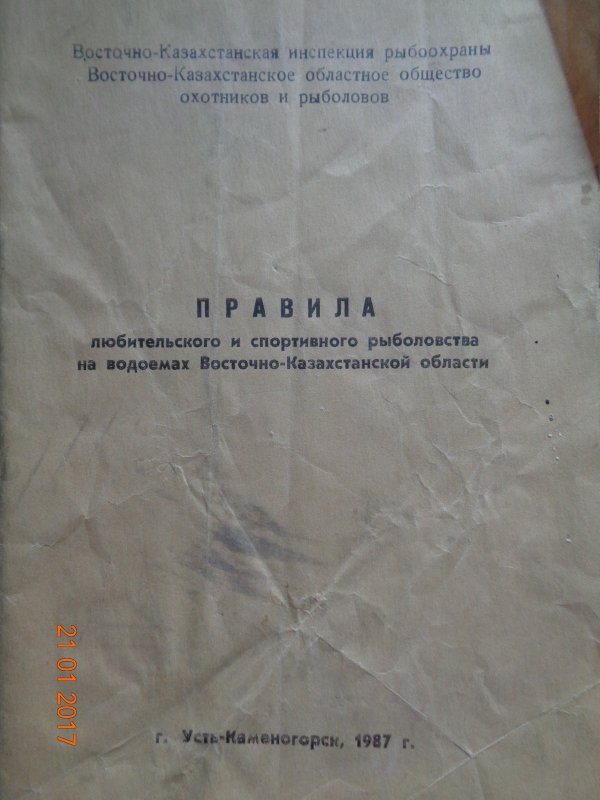 Восточно-Казахстанская инспекция рыбоохраны
Восточно-Казахстанское областное общество
охотников и рыболовов
ПРАВИЛА
любительского и спортивного рыболовства
на водоемах Восточно-Казахстанской области
г. Усть-Каменогорск, 1987 г.
21 01 2017